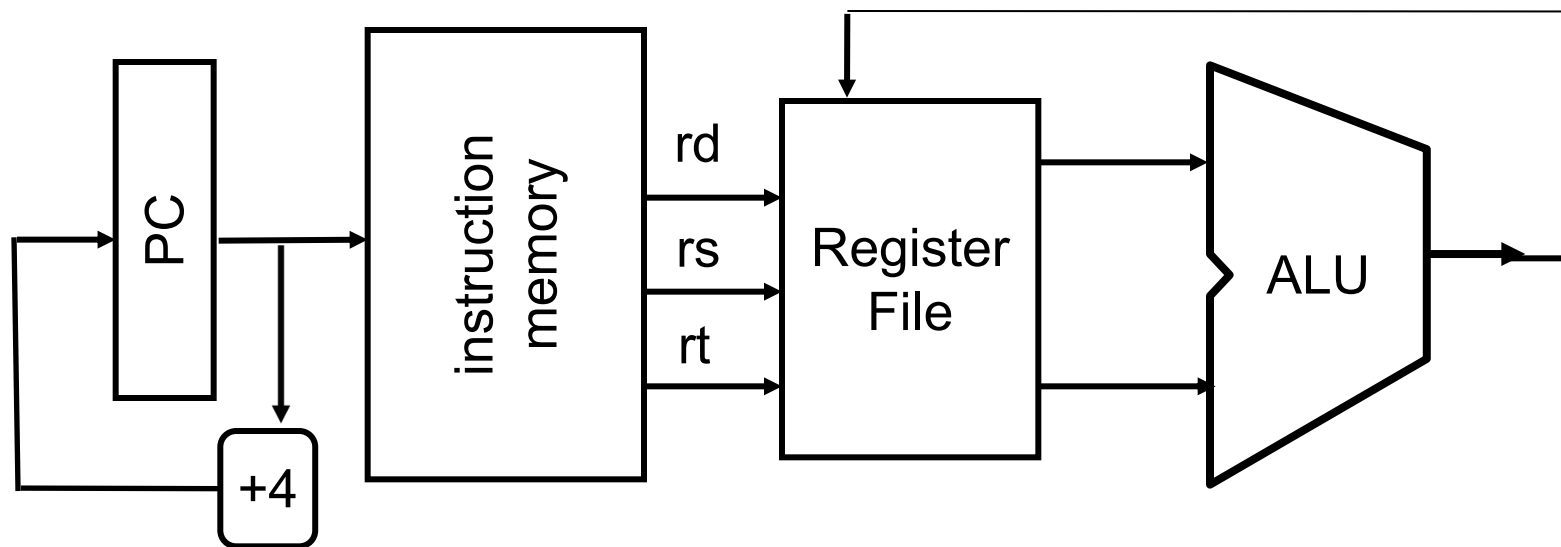 PC
+4
instruction
memory
rd
rs
rt
Register
File
ALU